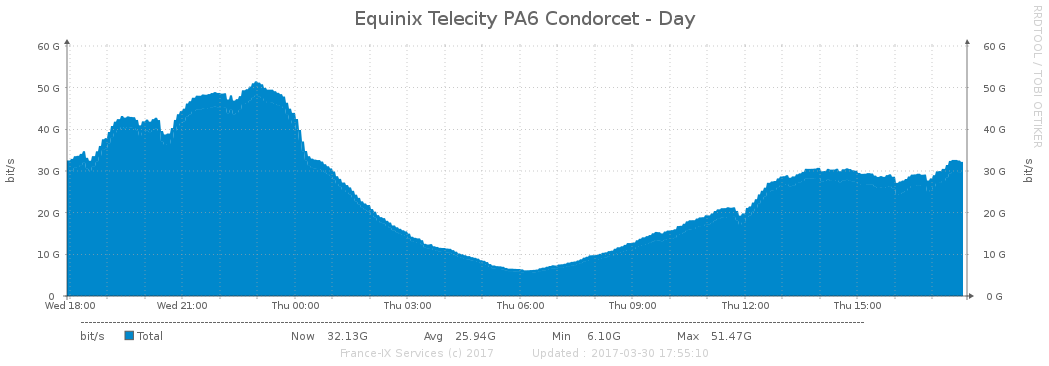 Equinix Telecity PA6 Condorcet - Day
RRDTOOL / TOBI OETIKER
bit/s
60 G 60 G
50 G 50 G
40 G 40 G
30 G 30 G
20 G 20 G
10 G 10 G
0 0 G
bit/s
Wed 18:00 Wed 21:00 Thu 00:00 Thu 03:00 Thu 06:00 Thu 09:00 Thu 12:00 Thu 15:00
bit/s Total Now 32.13G Avg 25.94G Min 6.10G Max 51.47G
France-IX Services (c) 2017 Updated : 2017-03-30 17:55:10